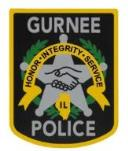 GURNEE
HONOR • INTEGRITY • SERVICE
IL
POLICE